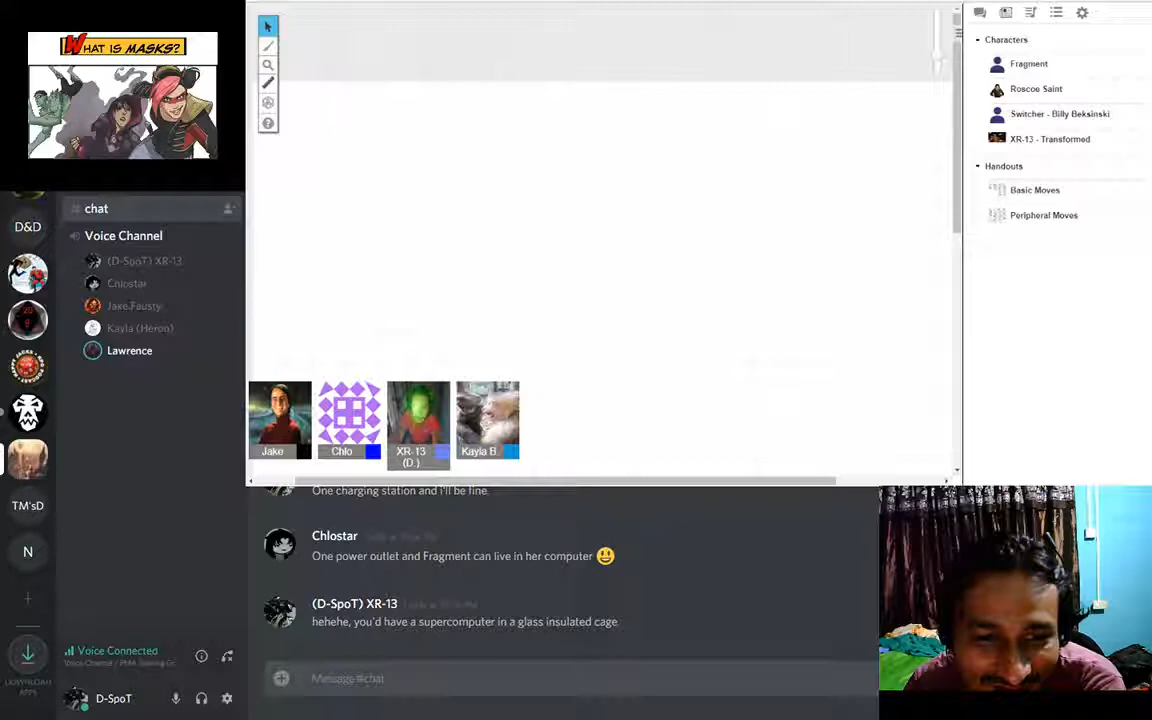 WHAT IS MASKS?
Characters
Fragment
Roscoe Saint
Switcher - Billy Beksinski
XR-13 - Transformed
Handouts
Basic Moves
Peripheral Moves
# chat
Voice Channel
(D-SpoT) XR-13
Chlostar
Jake Fausty
Kayla (Heron)
Lawrence
D&D
TM'sD
N
+
DOWNLOAD
APPS
Voice Connected
D-SpoT
Jake
Chlo
XR-13
(D.)
Kayla B.
One charging station and i'll be fine.
Chlostar
One power outlet and Fragment can live in her computer 😃
(D-SpoT) XR-13
hehehe, you'd have a supercomputer in a glass insulated cage.
Message #chat